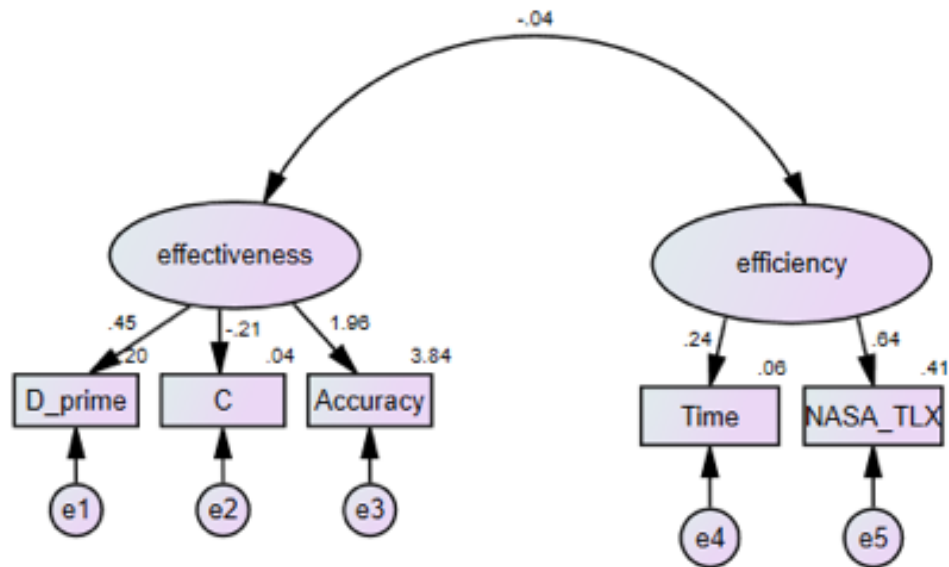 -.04
effectiveness
efficiency
.45
-.21
1.96
.20
.04
3.84
.24
.64
.06
.41
D_prime
C
Accuracy
Time
NASA_TLX
e1
e2
e3
e4
e5